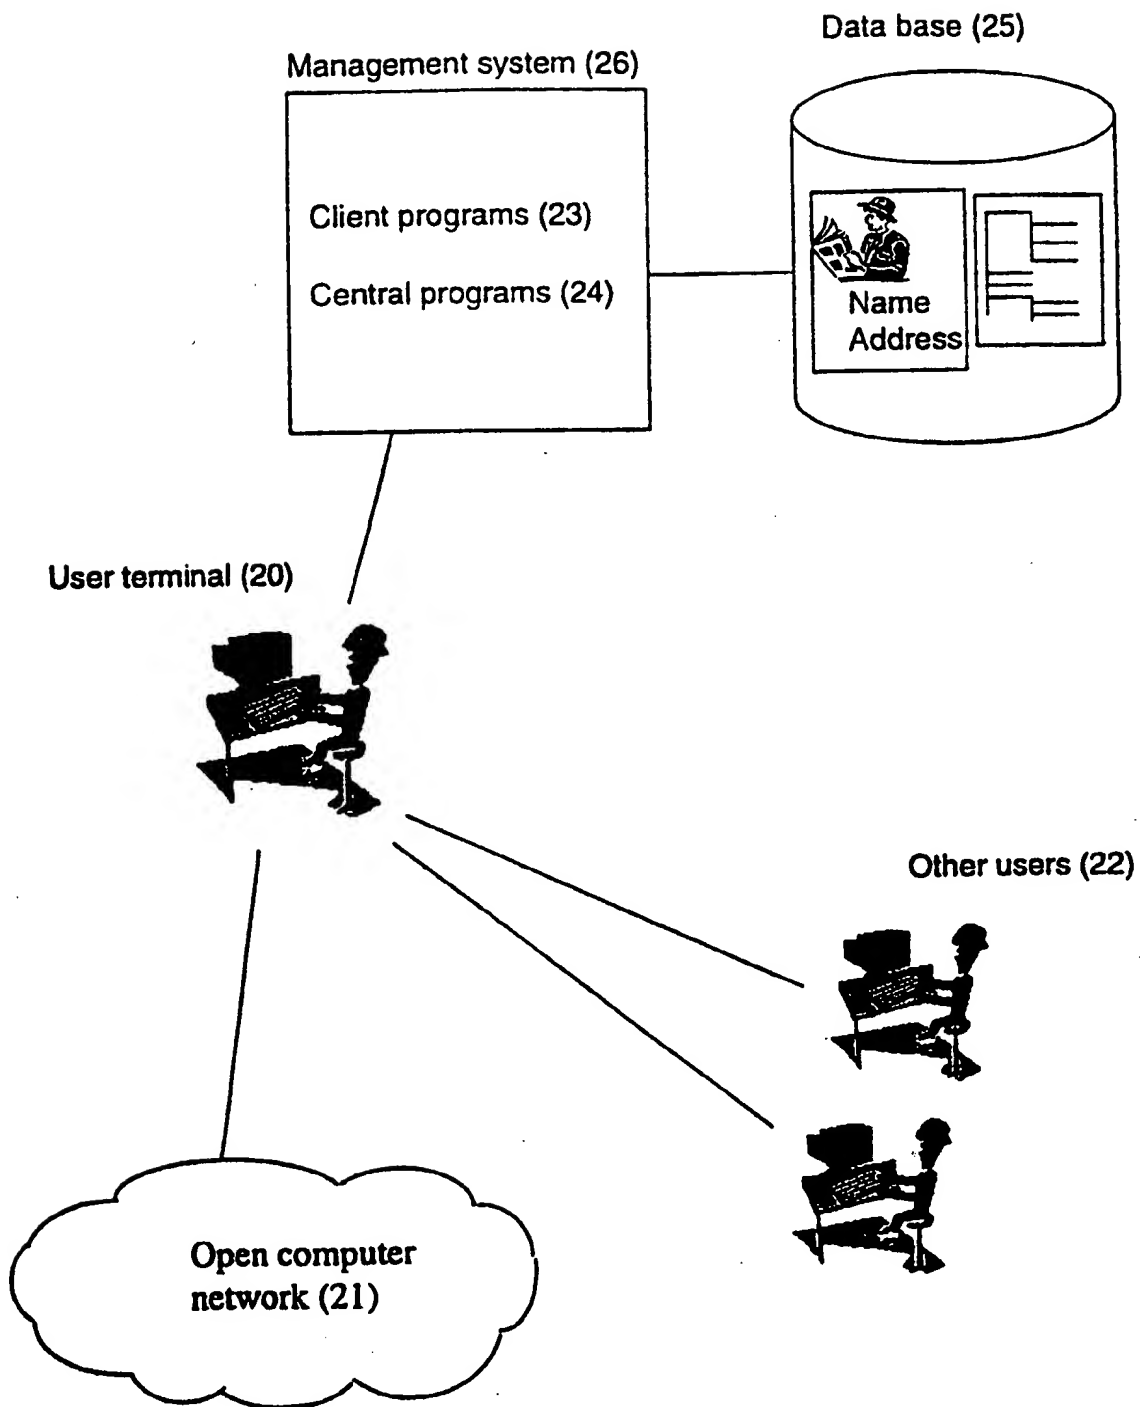 Data base (25)
Management system (26)
Client programs (23)
Central programs (24)
Name
Address
User terminal (20)
Other users (22)
Open computer
network (21)